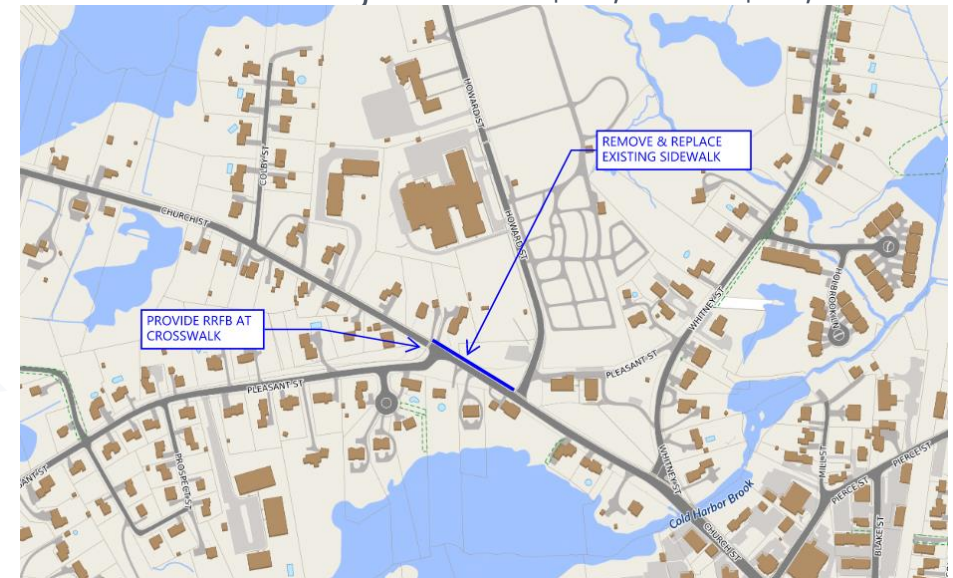 HOWARD ST
REMOVE & REPLACE
EXISTING SIDEWALK
COLBY ST
CHURCH ST
HOWARD ST
HOLBROOK LN
WHITNEY ST
PROVIDE RRFB AT
CROSSWALK
PLEASANT ST
PLEASANT ST
PROSPECT ST
WHITNEY ST
MILL ST
PIERCE ST
PIERCE ST
Cold Harbor Brook
CHURCH ST
BLAKE ST